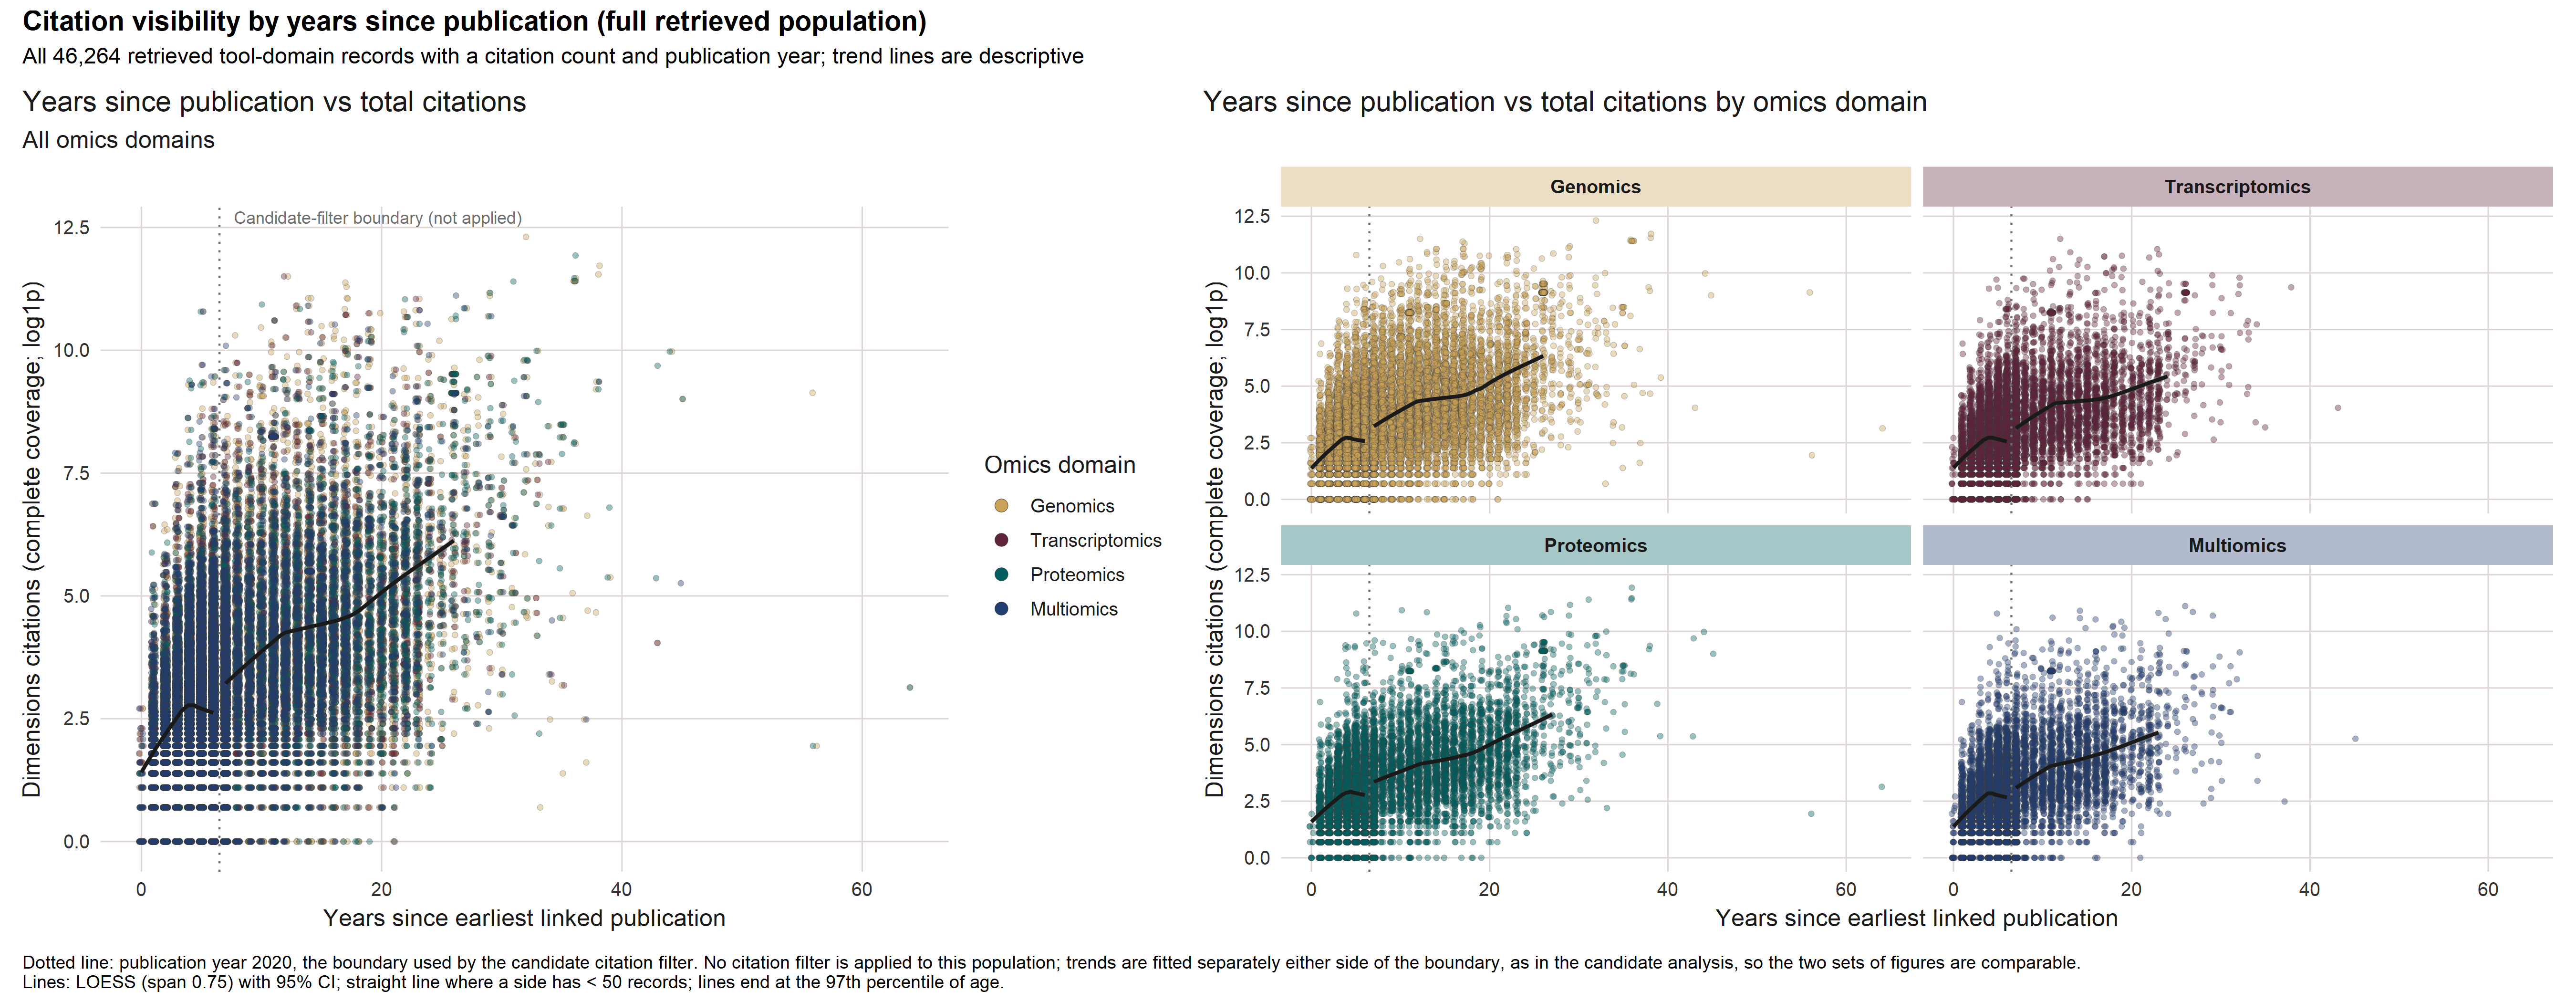 Citation visibility by years since publication (full retrieved population)
All 46,264 retrieved tool-domain records with a citation count and publication year; trend lines are descriptive
Years since publication vs total citations
All omics domains
Candidate-filter boundary (not applied)
Dimensions citations (complete coverage; log1p)
12.5
10.0
7.5
5.0
2.5
0.0
0
20
40
60
Years since earliest linked publication
Omics domain
Genomics
Transcriptomics
Proteomics
Multiomics
Years since publication vs total citations by omics domain
Genomics
Transcriptomics
Dimensions citations (complete coverage; log1p)
12.5
10.0
7.5
5.0
2.5
0.0
Proteomics
Multiomics
12.5
10.0
7.5
5.0
2.5
0.0
0
20
40
60
0
20
40
60
Years since earliest linked publication
Dotted line: publication year 2020, the boundary used by the candidate citation filter. No citation filter is applied to this population; trends are fitted separately either side of the boundary, as in the candidate analysis, so the two sets of figures are comparable.
Lines: LOESS (span 0.75) with 95% CI; straight line where a side has < 50 records; lines end at the 97th percentile of age.